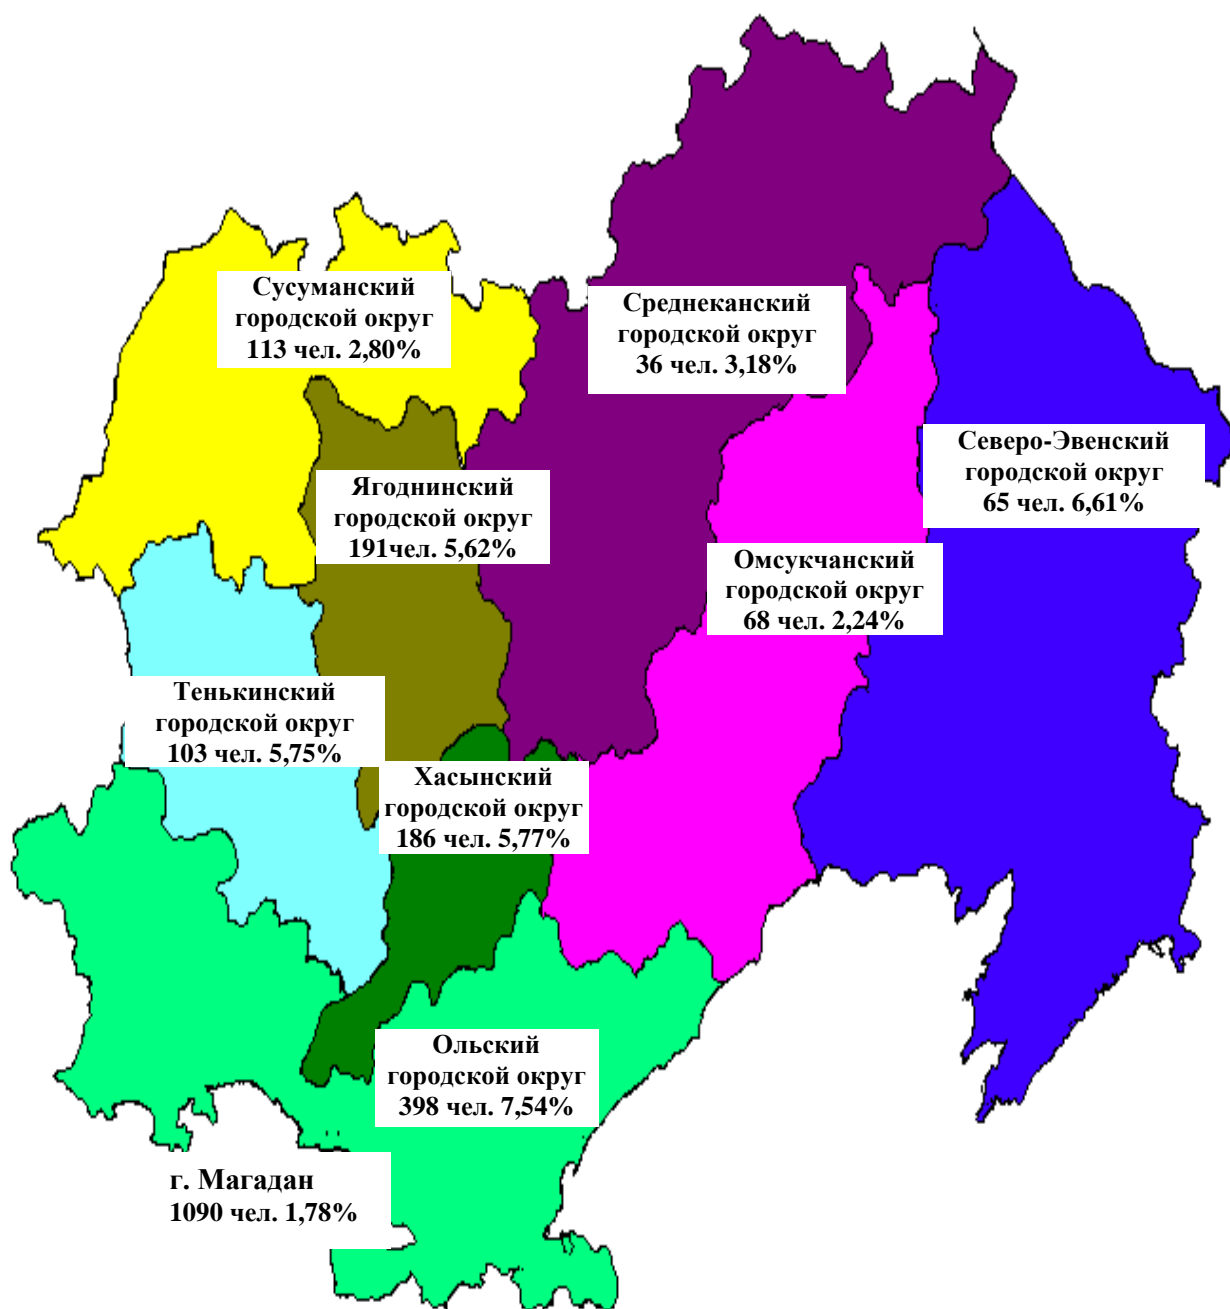 Сусуманский
городской округ
113 чел. 2,80%
Среднеканский
городской округ
36 чел. 3,18%
Северо-Эвенский
городской округ
65 чел. 6,61%
Ягоднинский
городской округ
191чел. 5,62%
Омсукчанский
городской округ
68 чел. 2,24%
Тенькинский
городской округ
103 чел. 5,75%
Хасынский
городской округ
186 чел. 5,77%
Ольский
городской округ
398 чел. 7,54%
г. Магадан
1090 чел. 1,78%